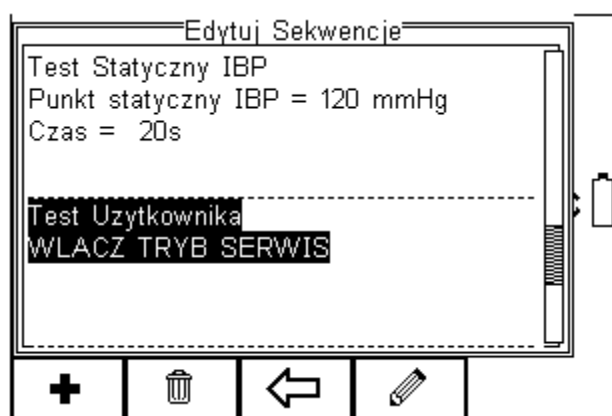 Edytuj Sekwencje
Test Statyczny IBP
Punkt statyczny IBP = 120 mmHg
Czas = 20s
Test Uzytkownika
WLACZ TRYB SERWIS